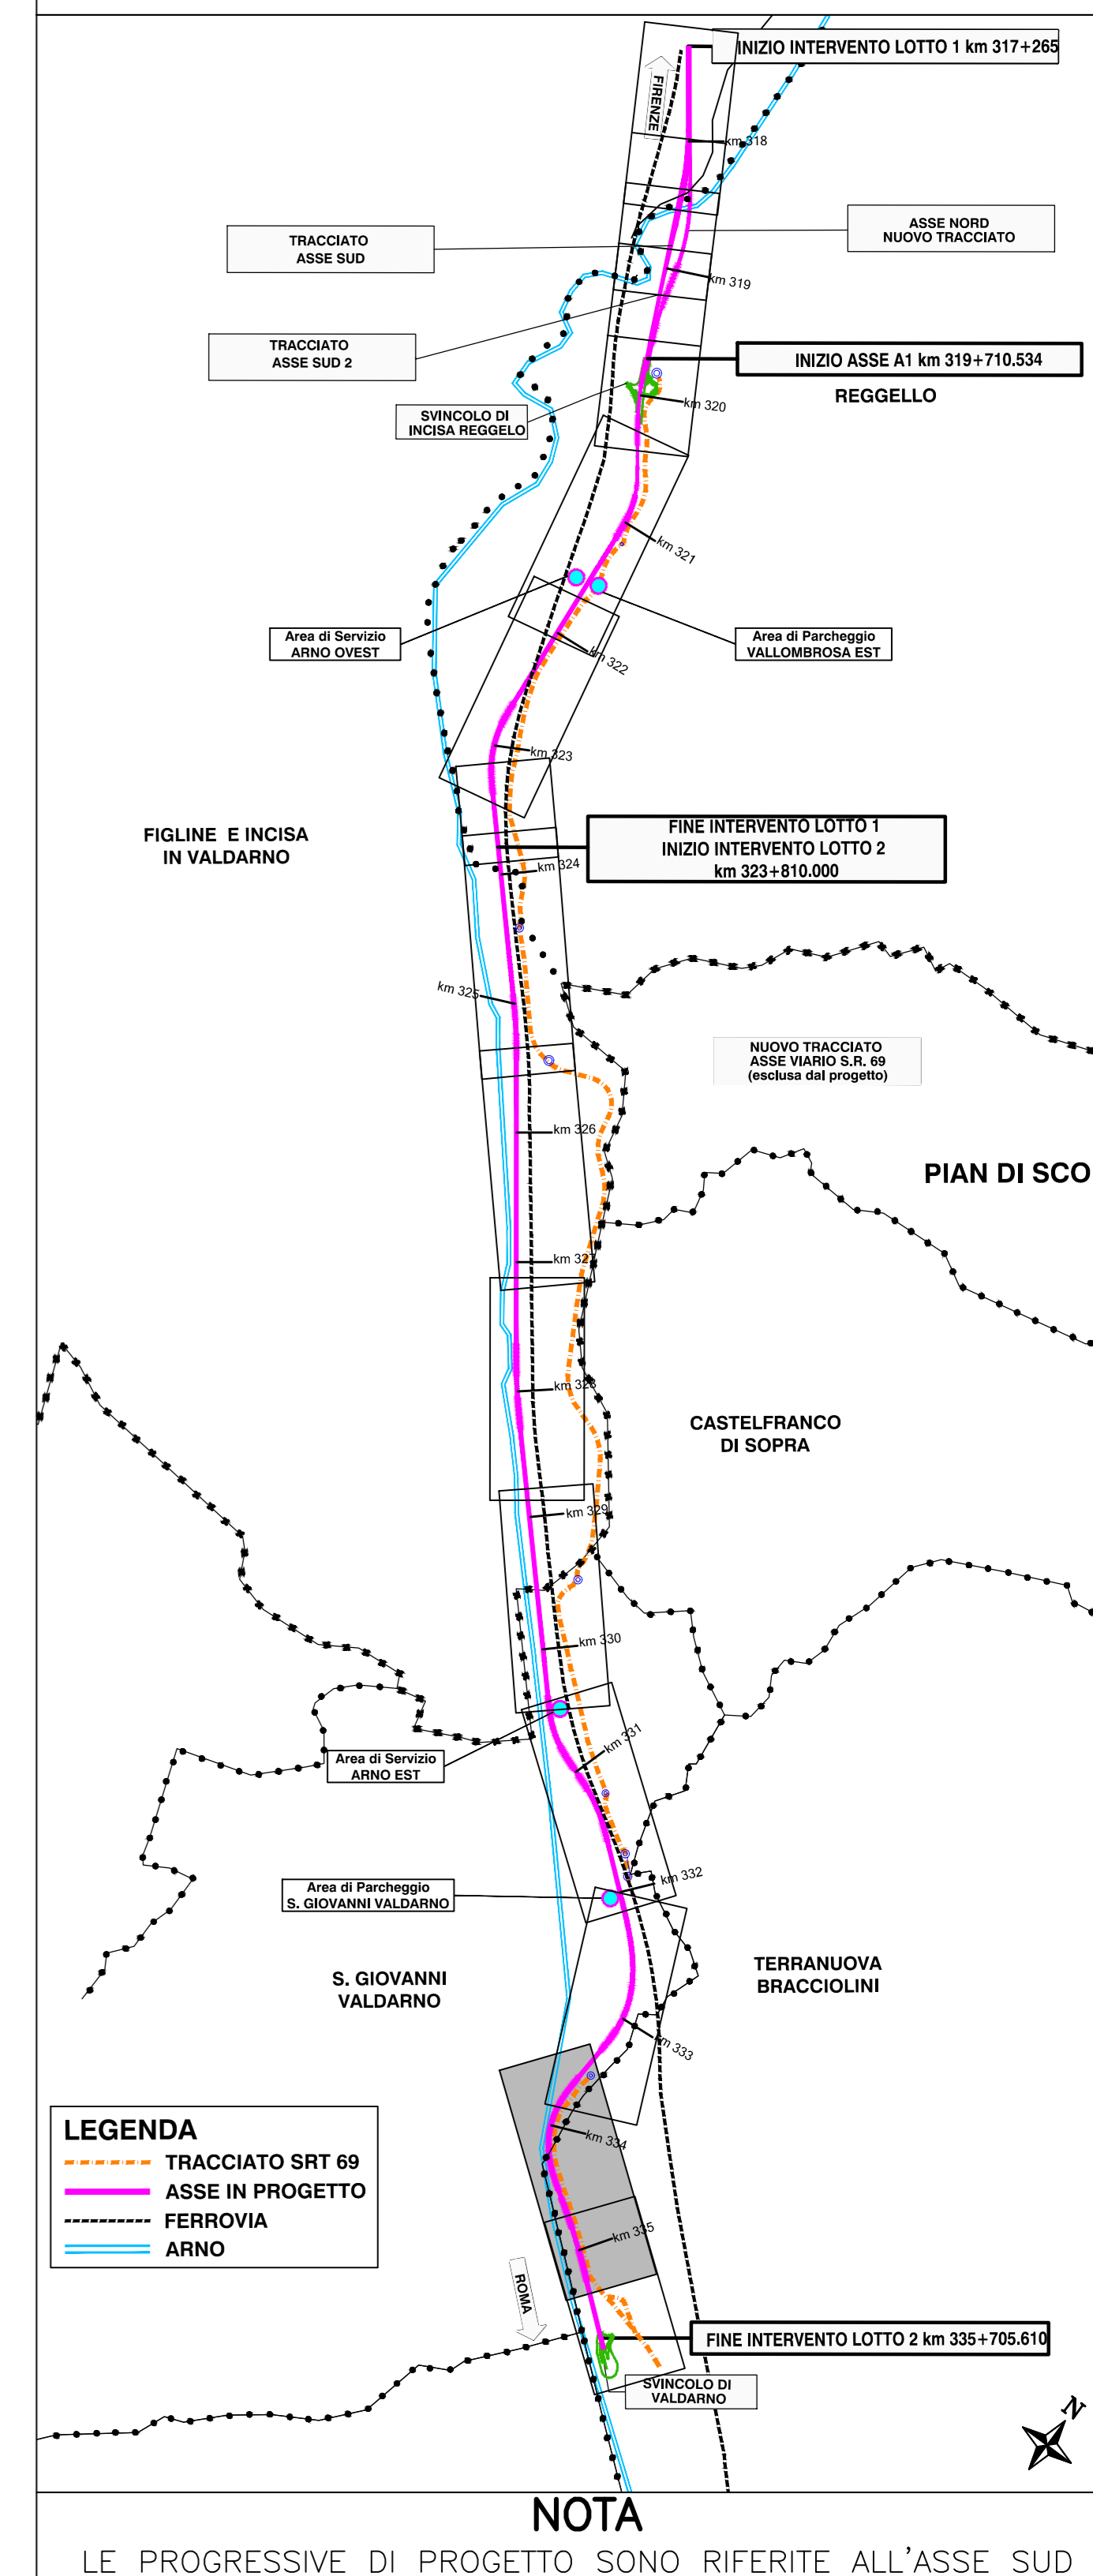 INIZIO INTERVENTO LOTTO 1 km 317+265
FIRENZE
km 318
TRACCIATO
ASSE SUD
ASSE NORD
NUOVO TRACCIATO
km 319
TRACCIATO
ASSE SUD 2
INIZIO ASSE A1 km 319+710.534
REGGELLO
km 320
SVINCOLO DI
INCISA REGGELO
km 321
Area di Servizio
ARNO OVEST
Area di Parcheggio
VALLOMBROSA EST
km 322
km 323
FIGLINE E INCISA
IN VALDARNO
FINE INTERVENTO LOTTO 1
INIZIO INTERVENTO LOTTO 2
km 323+810.000
km 324
km 325
NUOVO TRACCIATO
ASSE VIARIO S.R. 69
(esclusa dal progetto)
km 326
PIAN DI SCO
km 327
km 328
CASTELFRANCO
DI SOPRA
km 329
km 330
km 331
Area di Servizio
ARNO EST
km 332
Area di Parcheggio
S. GIOVANNI VALDARNO
S. GIOVANNI
VALDARNO
TERRANUOVA
BRACCIOLINI
km 333
km 334
LEGENDA
TRACCIATO SRT 69
ASSE IN PROGETTO
FERROVIA
ARNO
km 335
ROMA
FINE INTERVENTO LOTTO 2 km 335+705.610
SVINCOLO DI
VALDARNO
N
NOTA
LE PROGRESSIVE DI PROGETTO SONO RIFERITE ALL'ASSE SUD